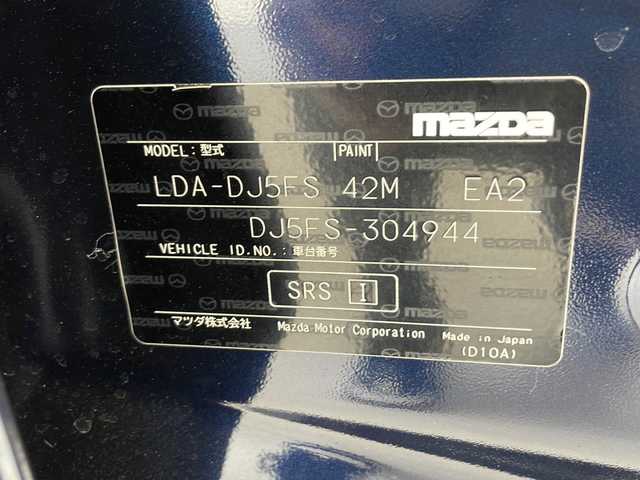 mazda
MODEL:型式 PAINT
LDA-DJ5FS 42M EA2
DJ5FS-304944
VEHICLE ID.NO.:車台番号
SRS I
マツダ株式会社 Mazda Motor Corporation Made in Japan
(D10A)